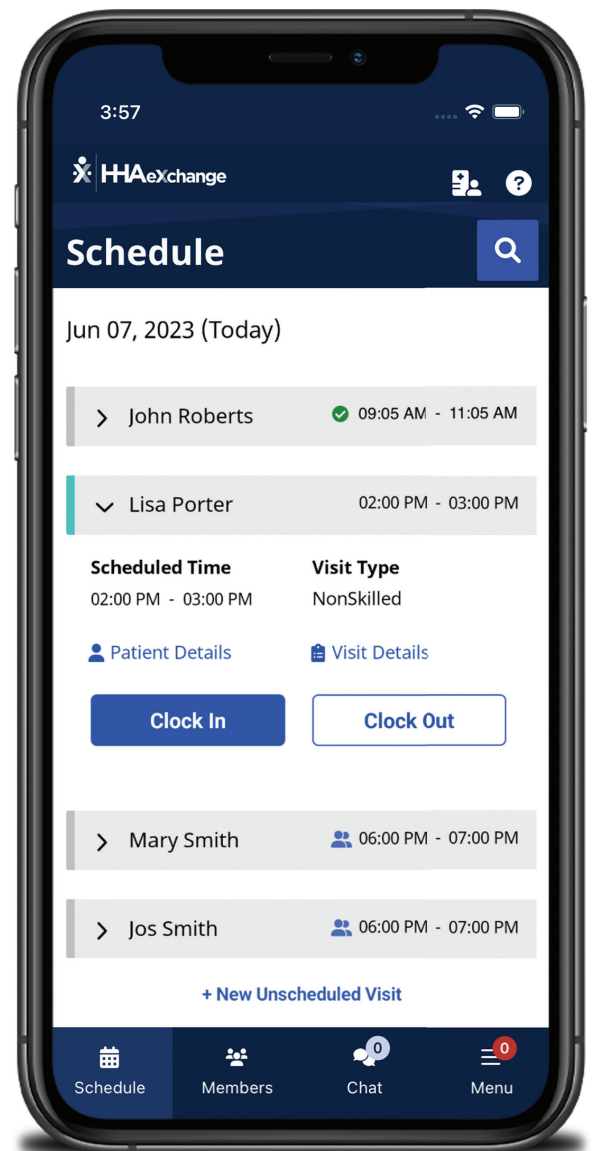 3:57
HHAeXchange
?
Schedule
Jun 07, 2023 (Today)
John Roberts 09:05 AM - 11:05 AM
Lisa Porter 02:00 PM - 03:00 PM
Scheduled Time Visit Type
02:00 PM - 03:00 PM NonSkilled
Patient Details Visit Details
Clock In Clock Out
Mary Smith 06:00 PM - 07:00 PM
Jos Smith 06:00 PM - 07:00 PM
+ New Unscheduled Visit
0 0
Schedule Members Chat Menu